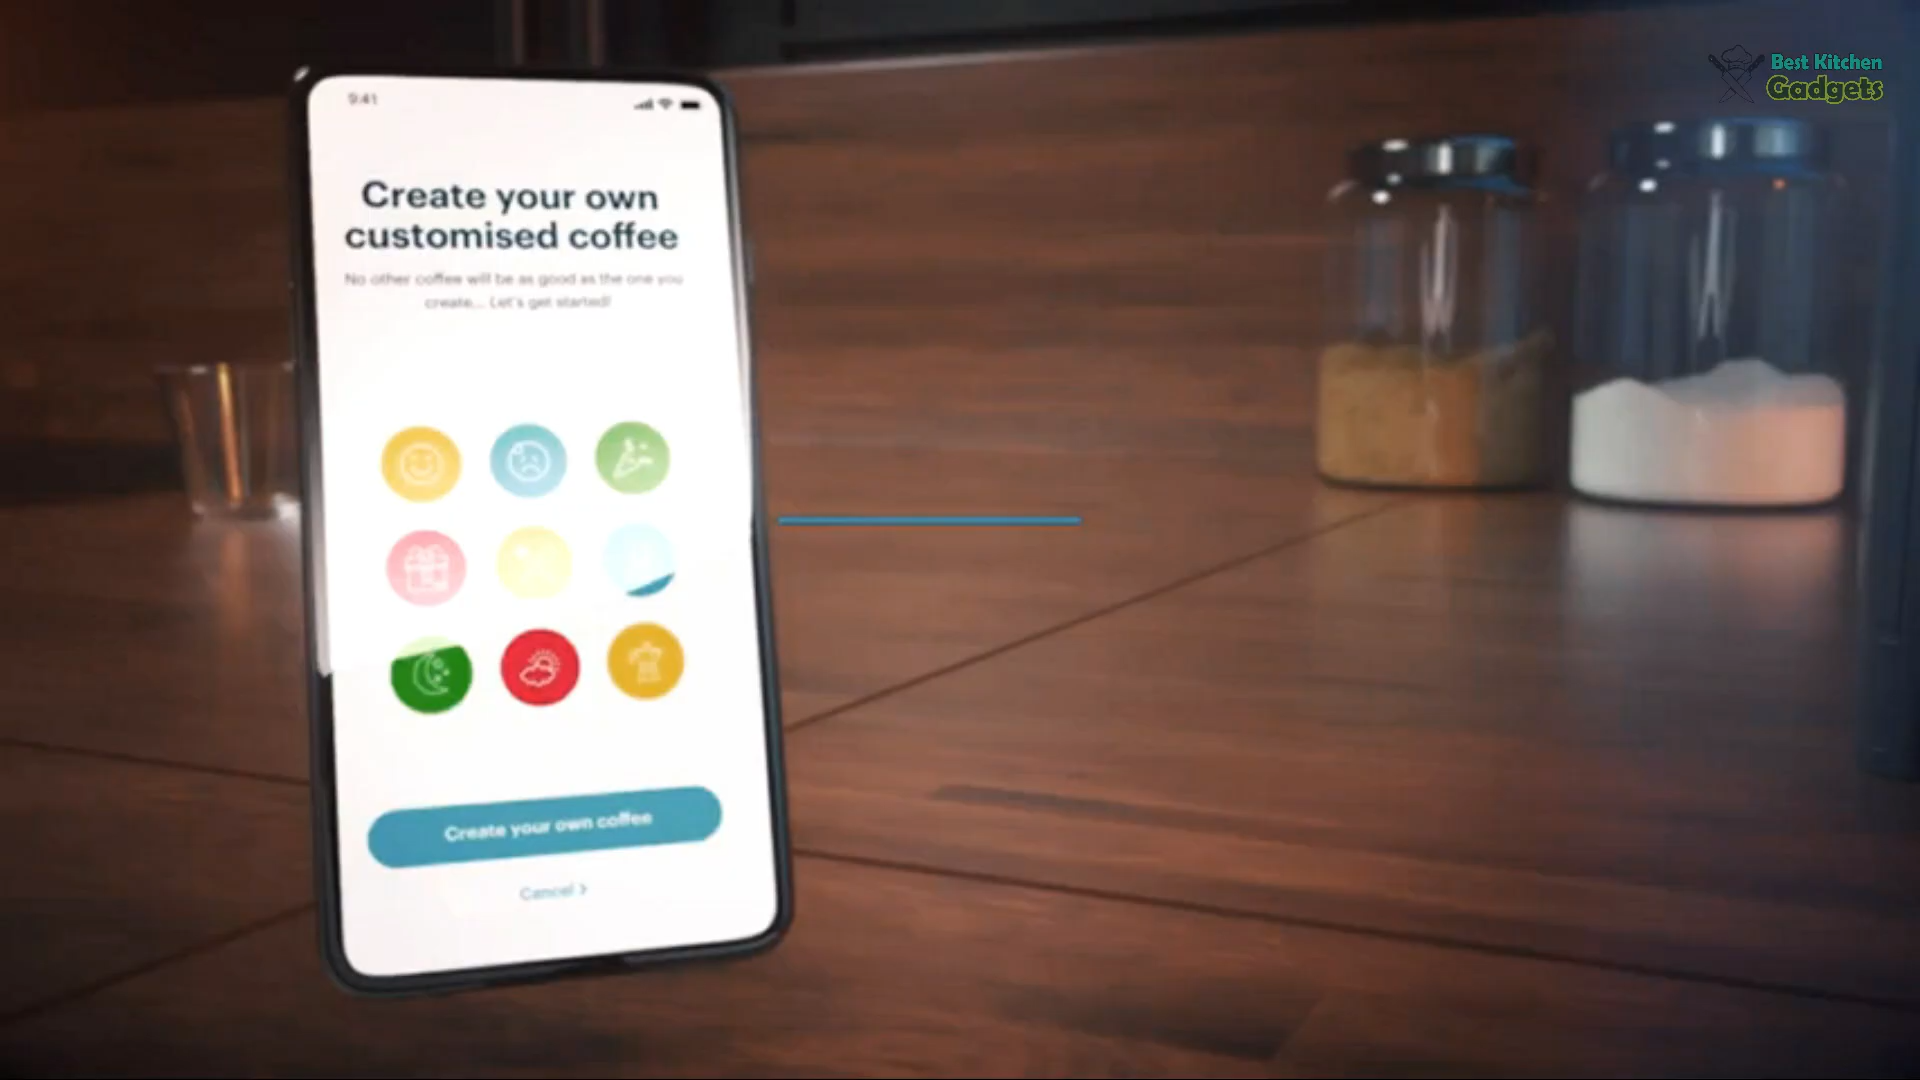 9:41
Create your own
customised coffee
No other coffee will be as good as the one you
create... Let's get started!
Create your own coffee
Cancel >
Best Kitchen
Gadgets